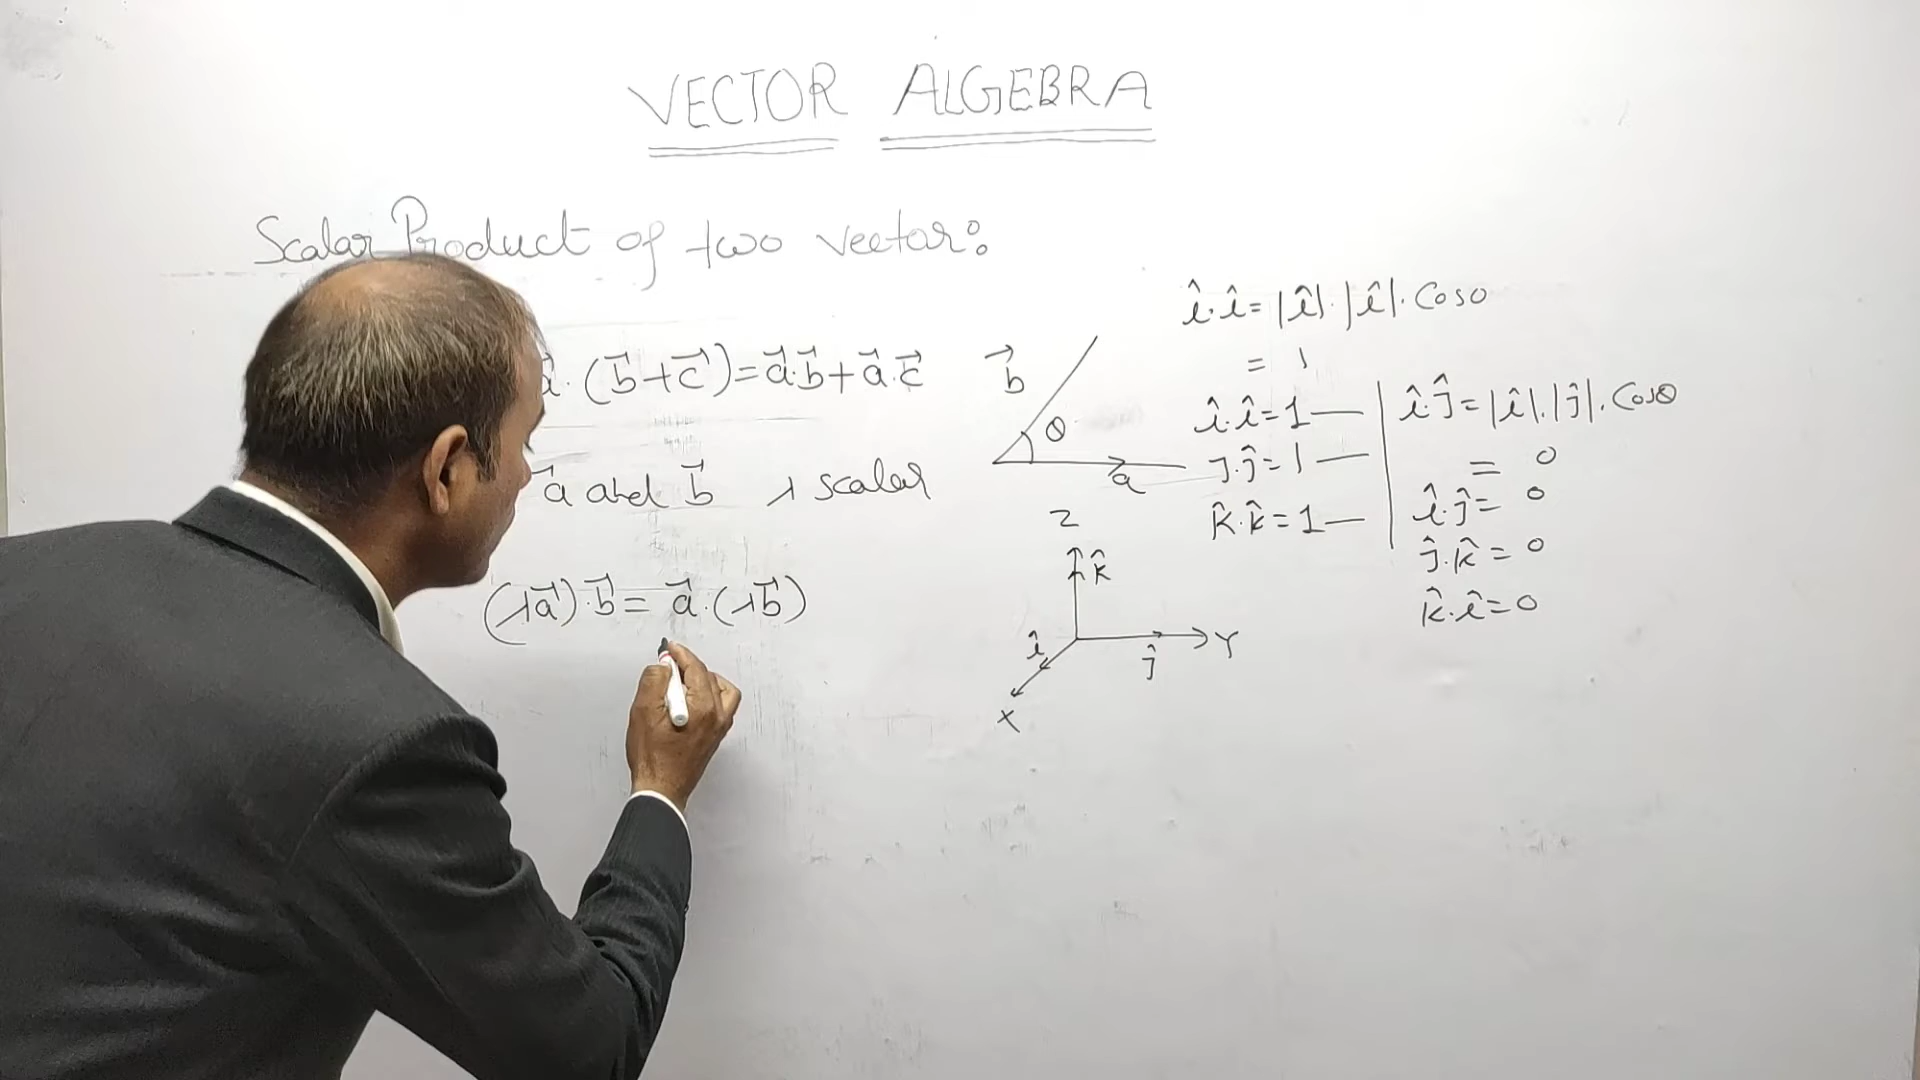 VECTOR ALGEBRA
Scalar Product of two vector:
a⃗·(b⃗+c⃗)=a⃗·b⃗+a⃗·c⃗
a⃗ and b⃗ λ scalar
(λa⃗)·b⃗=a⃗·(λb⃗)
b⃗
θ
a⃗
Z
k̂
î
ĵ
Y
X
î·î=|î|·|î|·Cos0
= 1
î·î=1—
ĵ·ĵ=1—
k̂·k̂=1—
î·ĵ=|î|·|ĵ|·Cosθ
= 0
î·ĵ=0
ĵ·k̂=0
k̂·î=0